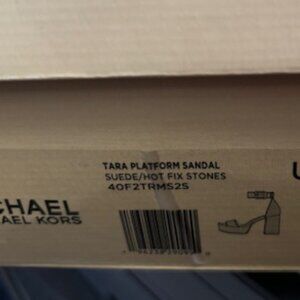 TARA PLATFORM SANDAL
SUEDE/HOT FIX STONES
40F2TRMS2S
CHAEL
AEL KORS
U